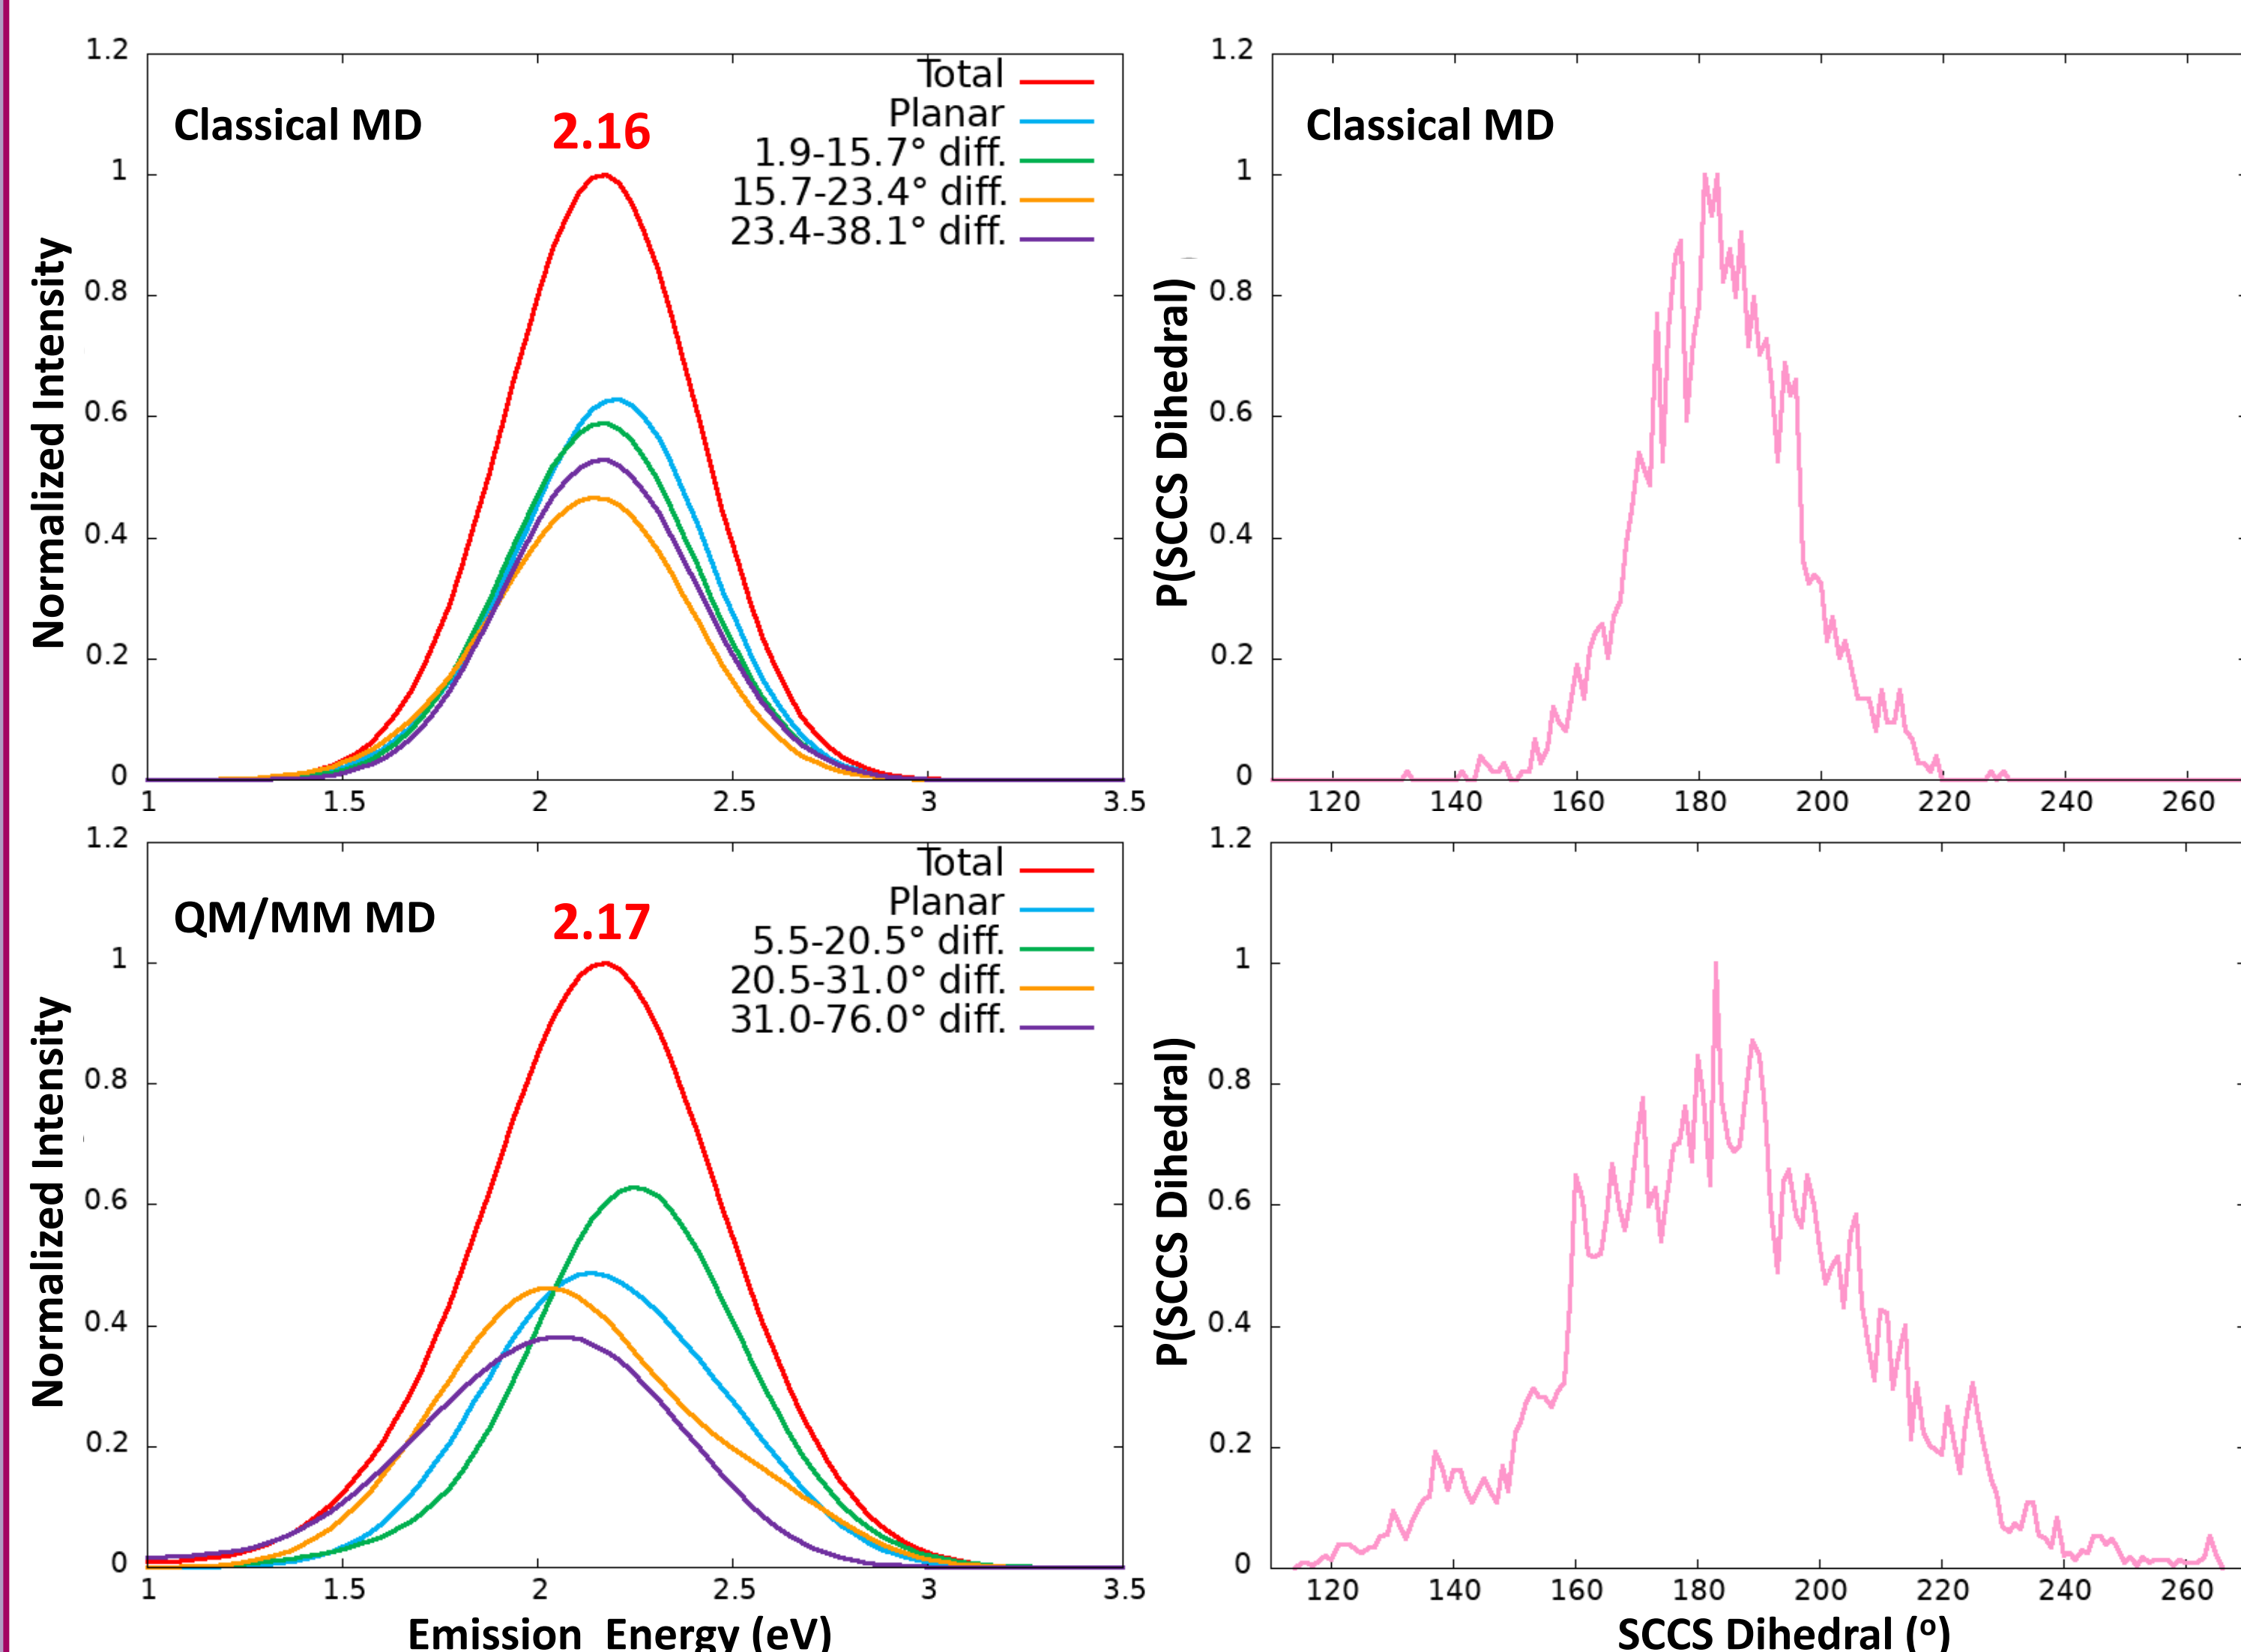 Classical MD
2.16
Total
Planar
1.9-15.7° diff.
15.7-23.4° diff.
23.4-38.1° diff.
Normalized Intensity
1.2
1
0.8
0.6
0.4
0.2
0
1 1.5 2 2.5 3 3.5
Classical MD
P(SCCS Dihedral)
1.2
1
0.8
0.6
0.4
0.2
0
120 140 160 180 200 220 240 260
QM/MM MD
2.17
Total
Planar
5.5-20.5° diff.
20.5-31.0° diff.
31.0-76.0° diff.
Normalized Intensity
1.2
1
0.8
0.6
0.4
0.2
0
1 1.5 2 2.5 3 3.5
Emission Energy (eV)
P(SCCS Dihedral)
1.2
1
0.8
0.6
0.4
0.2
0
120 140 160 180 200 220 240 260
SCCS Dihedral (º)